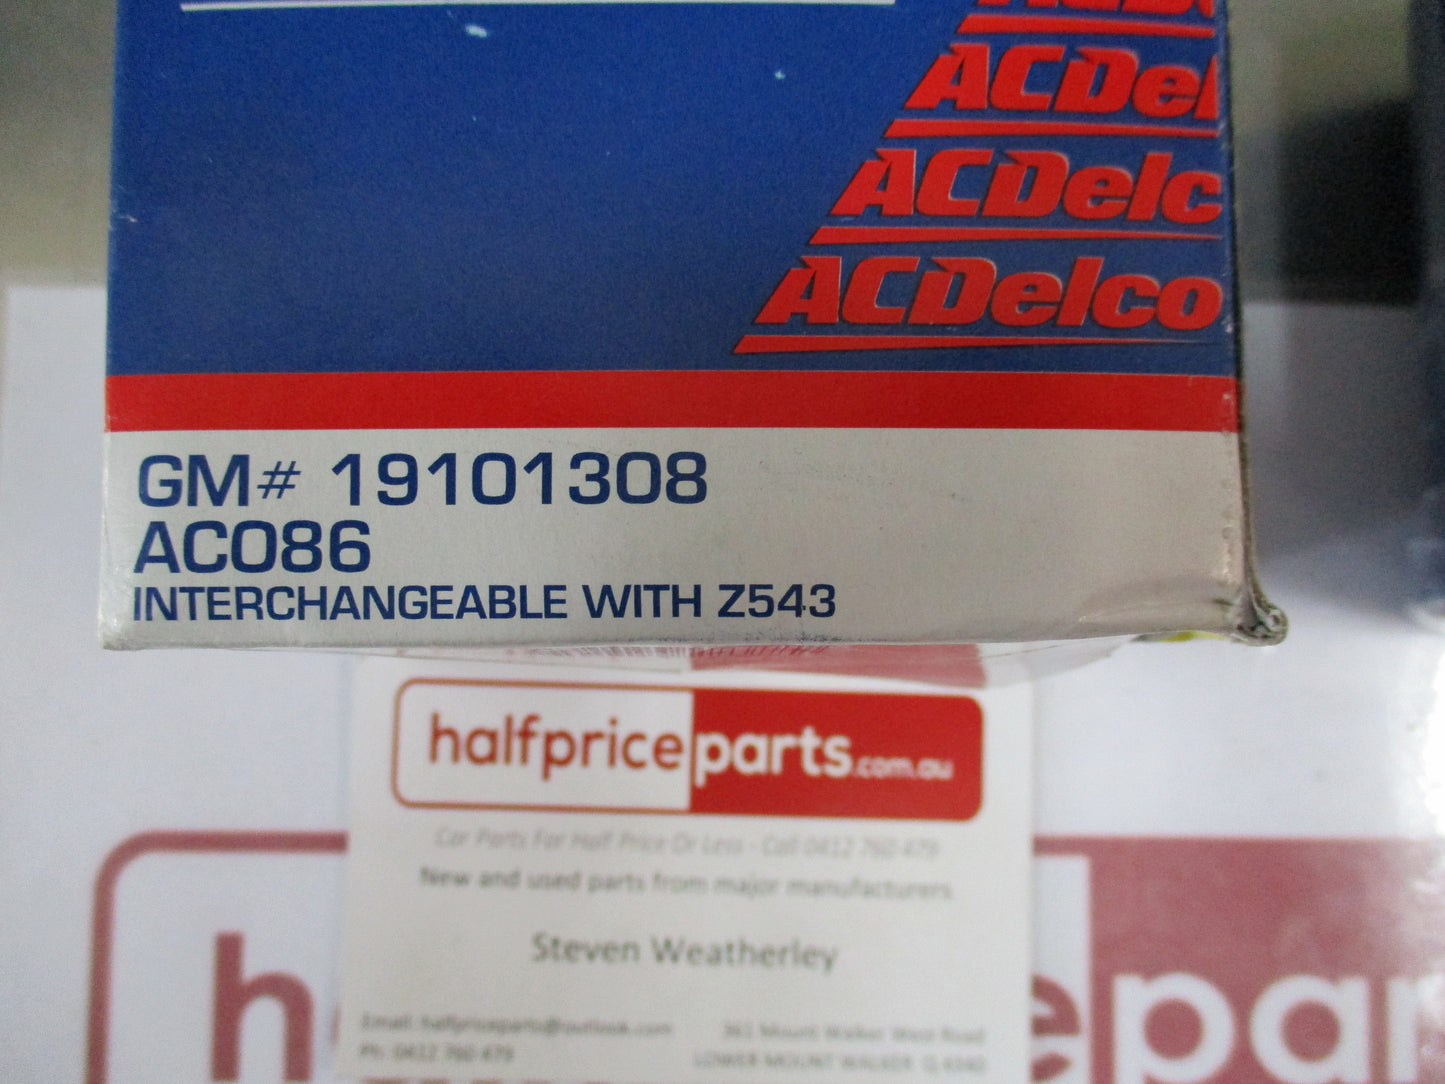 ACDel
ACDelc
ACDelco
GM# 19101308
ACO86
INTERCHANGEABLE WITH Z543
halfpriceparts.com.au
Car Parts For Half Price Or Less - Call 0412 760 479
New and used parts from major manufacturers.
Steven Weatherley
Email: halfpriceparts@outlook.com
361 Mount Walker West Road
Ph: 0412 760 479
LOWER MOUNT WALKER Q 4340
h
epar